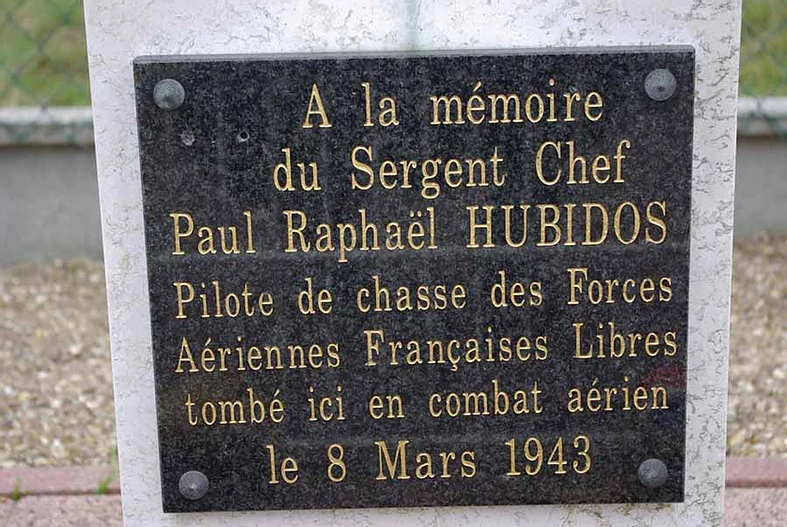 A la mémoire
du Sergent Chef
Paul Raphaël HUBIDOS
Pilote de chasse des Forces
Aériennes Françaises Libres
tombé ici en combat aérien
le 8 Mars 1943